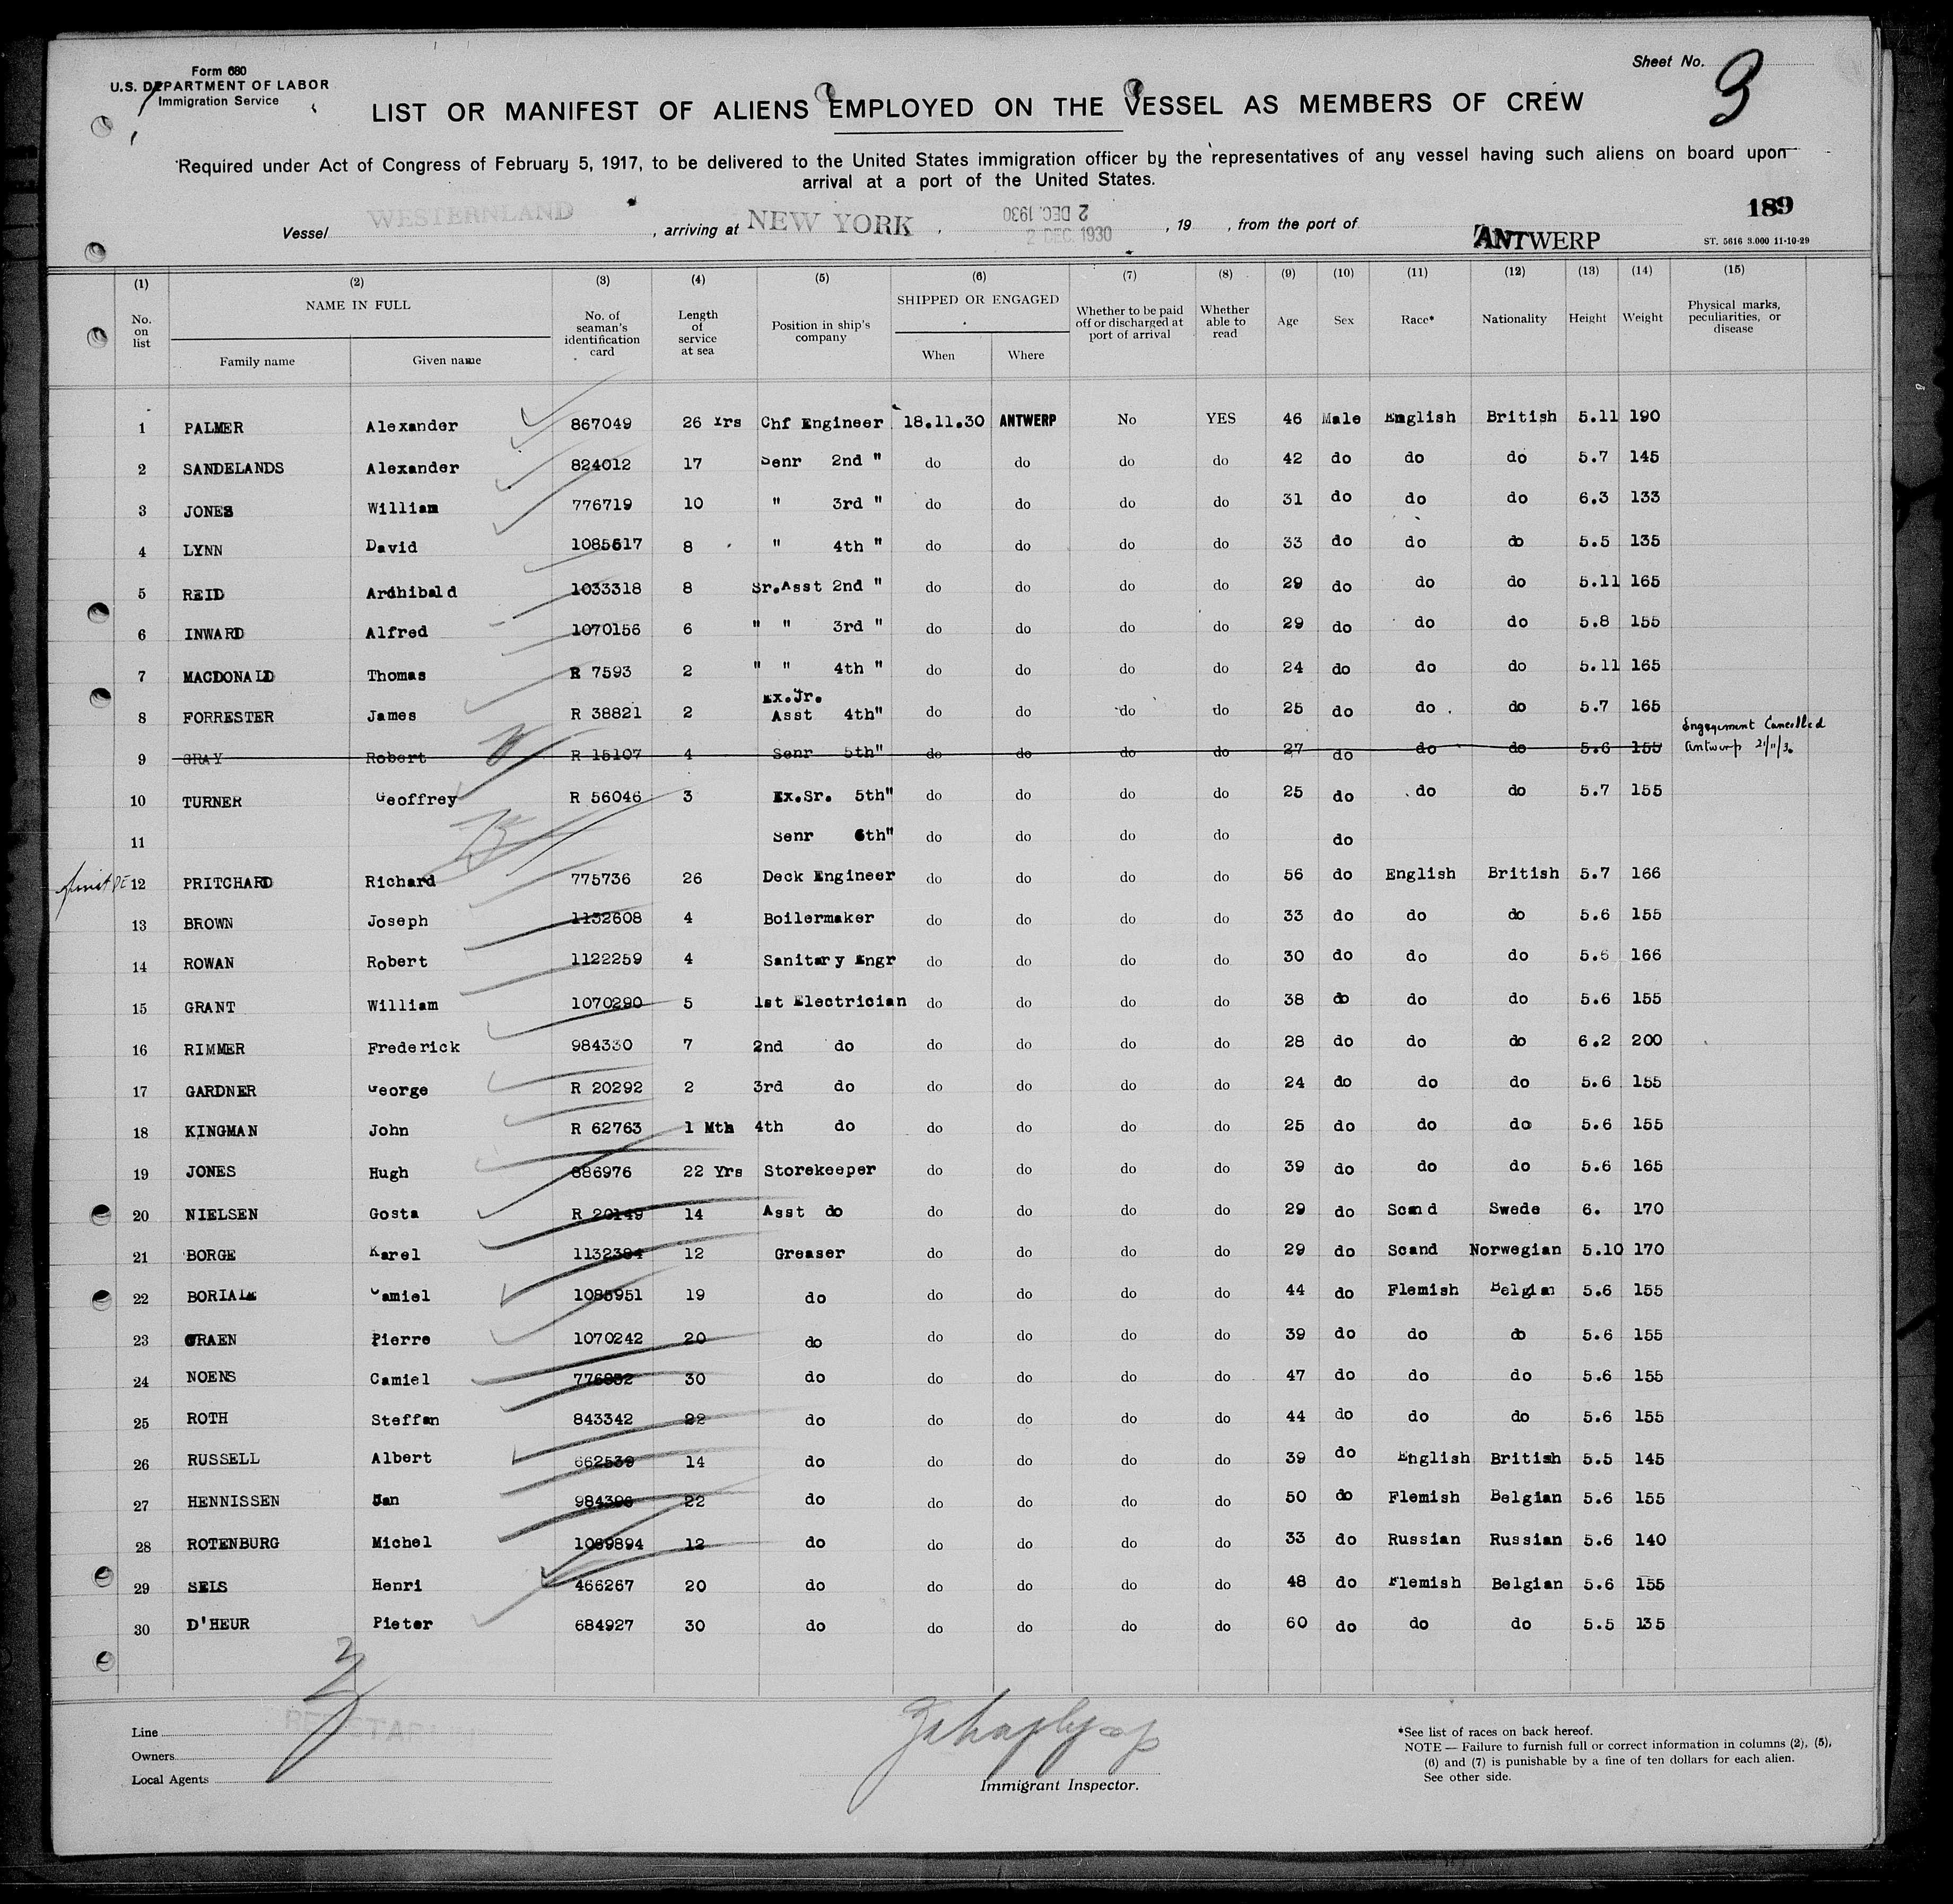 Form 680
U.S. DEPARTMENT OF LABOR
Immigration Service
Sheet No. 3
LIST OR MANIFEST OF ALIENS EMPLOYED ON THE VESSEL AS MEMBERS OF CREW
Required under Act of Congress of February 5, 1917, to be delivered to the United States immigration officer by the representatives of any vessel having such aliens on board upon
arrival at a port of the United States.
189
Vessel WESTERNLAND, arriving at NEW YORK, 2 DEC. 1930, 19 , from the port of ANTWERP
2 DEC. 1930
ST. 5616 3.000 11-10-29
(1) (2) (3) (4) (5) (6) (7) (8) (9) (10) (11) (12) (13) (14) (15)
No. on list NAME IN FULL Family name Given name No. of seaman's identification card Length of service at sea Position in ship's company SHIPPED OR ENGAGED When Where Whether to be paid off or discharged at port of arrival Whether able to read Age Sex Race* Nationality Height Weight Physical marks, peculiarities, or disease
1 PALMER Alexander 867049 26 Yrs Chf Engineer 18.11.30 ANTWERP No YES 46 Male English British 5.11 190
2 SANDELANDS Alexander 824012 17 Senr 2nd " do do do do 42 do do do 5.7 145
3 JONES William 776719 10 " 3rd " do do do do 31 do do do 6.3 133
4 LYNN David 1085617 8 " 4th " do do do do 33 do do do 5.5 135
5 REID Ardhibald 1033318 8 Sr.Asst 2nd " do do do do 29 do do do 5.11 165
6 INWARD Alfred 1070156 6 " " 3rd " do do do do 29 do do do 5.8 155
7 MACDONALD Thomas R 7593 2 " " 4th " do do do do 24 do do do 5.11 165
8 FORRESTER James R 38821 2 Ex.Jr. Asst 4th" do do do do 25 do do do 5.7 165
9 GRAY Robert R 15107 4 Senr 5th" do do do do 27 do do do 5.6 155 Engagement Cancelled Antwerp 21/11/30
10 TURNER Geoffrey R 56046 3 Ex.Sr. 5th" do do do do 25 do do do 5.7 155
11 Senr 6th" do do do do do
12 PRITCHARD Richard 775736 26 Deck Engineer do do do do 56 do English British 5.7 166
13 BROWN Joseph 1132608 4 Boilermaker do do do do 33 do do do 5.6 155
14 ROWAN Robert 1122259 4 Sanitary Engr do do do do 30 do do do 5.6 166
15 GRANT William 1070290 5 1st Electrician do do do do 38 do do do 5.6 155
16 RIMMER Frederick 984330 7 2nd do do do do do 28 do do do 6.2 200
17 GARDNER George R 20292 2 3rd do do do do do 24 do do do 5.6 155
18 KINGMAN John R 62763 1 Mth 4th do do do do do 25 do do do 5.6 155
19 JONES Hugh 886976 22 Yrs Storekeeper do do do do 39 do do do 5.6 165
20 NIELSEN Gosta R 20149 14 Asst do do do do do 29 do Scand Swede 6. 170
21 BORGE Karel 1132384 12 Greaser do do do do 29 do Scand Norwegian 5.10 170
22 Camiel 1085951 19 do do do do do 44 do Flemish Belgian 5.6 155
23 Pierre 1070242 20 do do do do do 39 do do do 5.6 155
24 NOENS Camiel 776832 30 do do do do do 47 do do do 5.6 155
25 ROTH Steffan 843342 22 do do do do do 44 do do do 5.6 155
26 RUSSELL Albert 662539 14 do do do do do 39 do English British 5.5 145
27 HENNISSEN Jan 984396 22 do do do do do 50 do Flemish Belgian 5.6 155
28 ROTENBURG Michel 1069894 12 do do do do do 33 do Russian Russian 5.6 140
29 SELS Henri 466267 20 do do do do do 48 do Flemish Belgian 5.6 155
30 D'HEUR Pieter 684927 30 do do do do do 60 do do do 5.5 135
Line
Owners
Local Agents
Immigrant Inspector.
*See list of races on back hereof.
NOTE — Failure to furnish full or correct information in columns (2), (5),
(6) and (7) is punishable by a fine of ten dollars for each alien.
See other side.